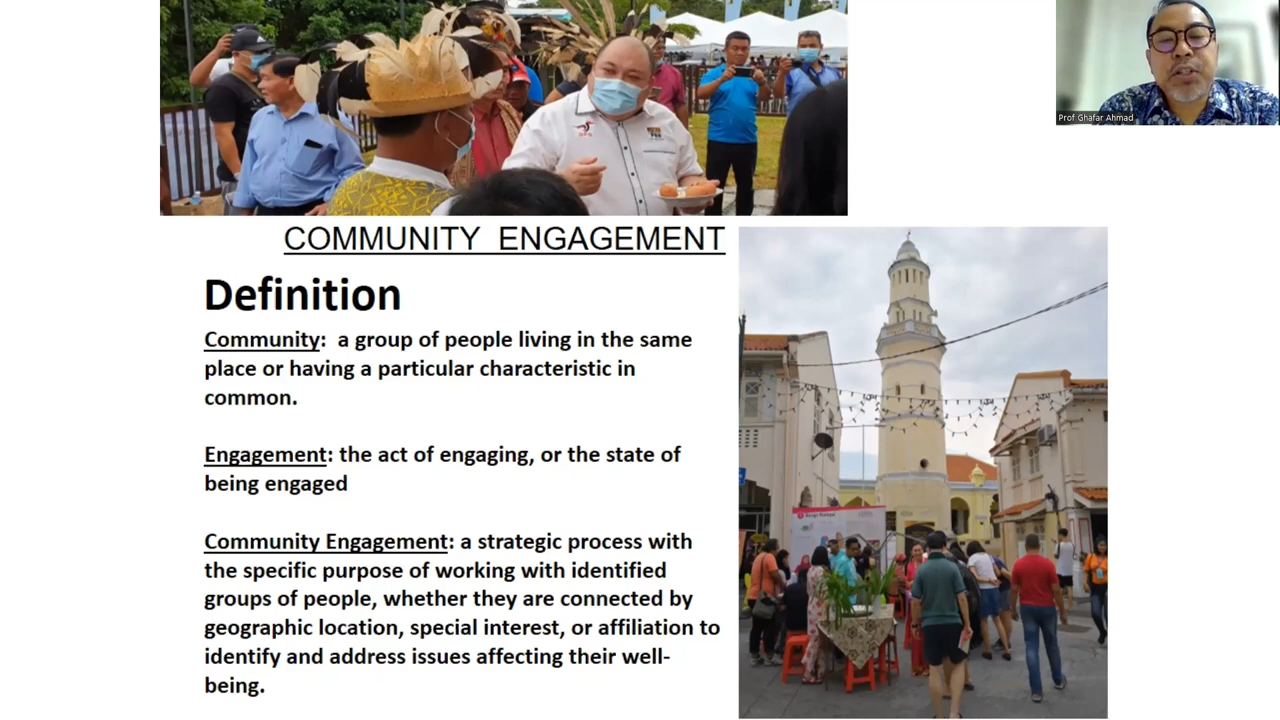 Prof Ghafar Ahmad
COMMUNITY ENGAGEMENT
Definition
Community: a group of people living in the same
place or having a particular characteristic in
common.
Engagement: the act of engaging, or the state of
being engaged
Community Engagement: a strategic process with
the specific purpose of working with identified
groups of people, whether they are connected by
geographic location, special interest, or affiliation to
identify and address issues affecting their well-
being.